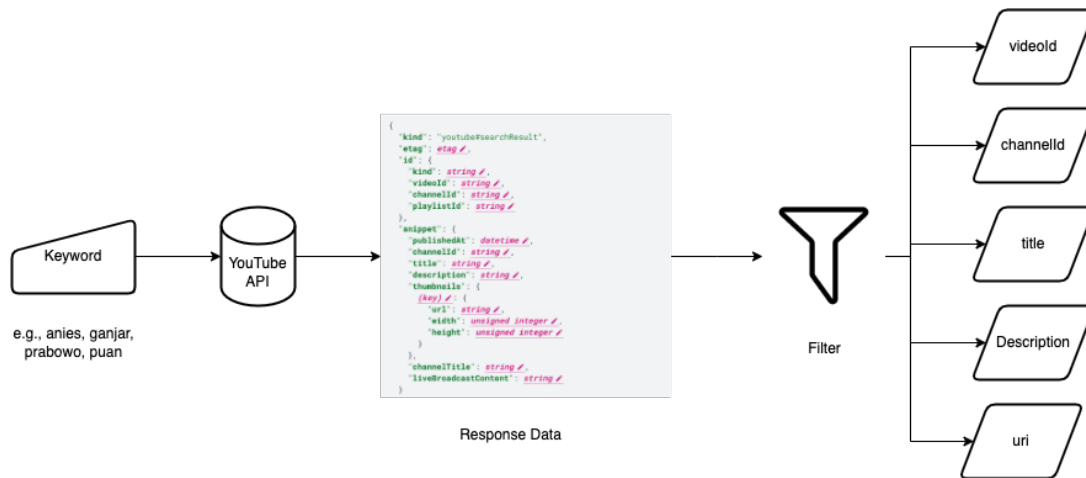 Keyword
e.g., anies, ganjar,
prabowo, puan
YouTube
API
{
"kind": "youtube#searchResult",
"etag": etag,
"id": {
"kind": string,
"videoId": string,
"channelId": string,
"playlistId": string
},
"snippet": {
"publishedAt": datetime,
"channelId": string,
"title": string,
"description": string,
"thumbnails": {
(key): {
"url": string,
"width": unsigned integer,
"height": unsigned integer
}
},
"channelTitle": string,
"liveBroadcastContent": string
}
Response Data
Filter
videoId
channelId
title
Description
uri